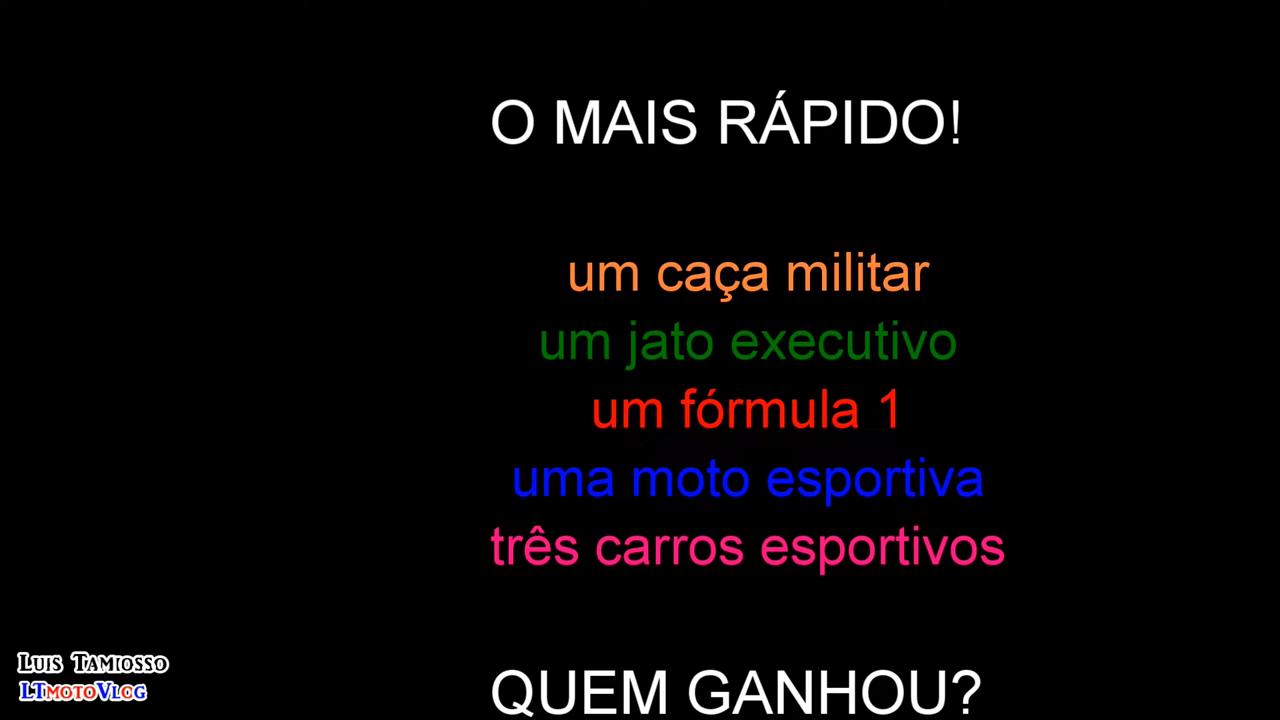 O MAIS RÁPIDO!
um caça militar
um jato executivo
um fórmula 1
uma moto esportiva
três carros esportivos
QUEM GANHOU?
LUIS TAMIOSSO
LTMOTOVLOG